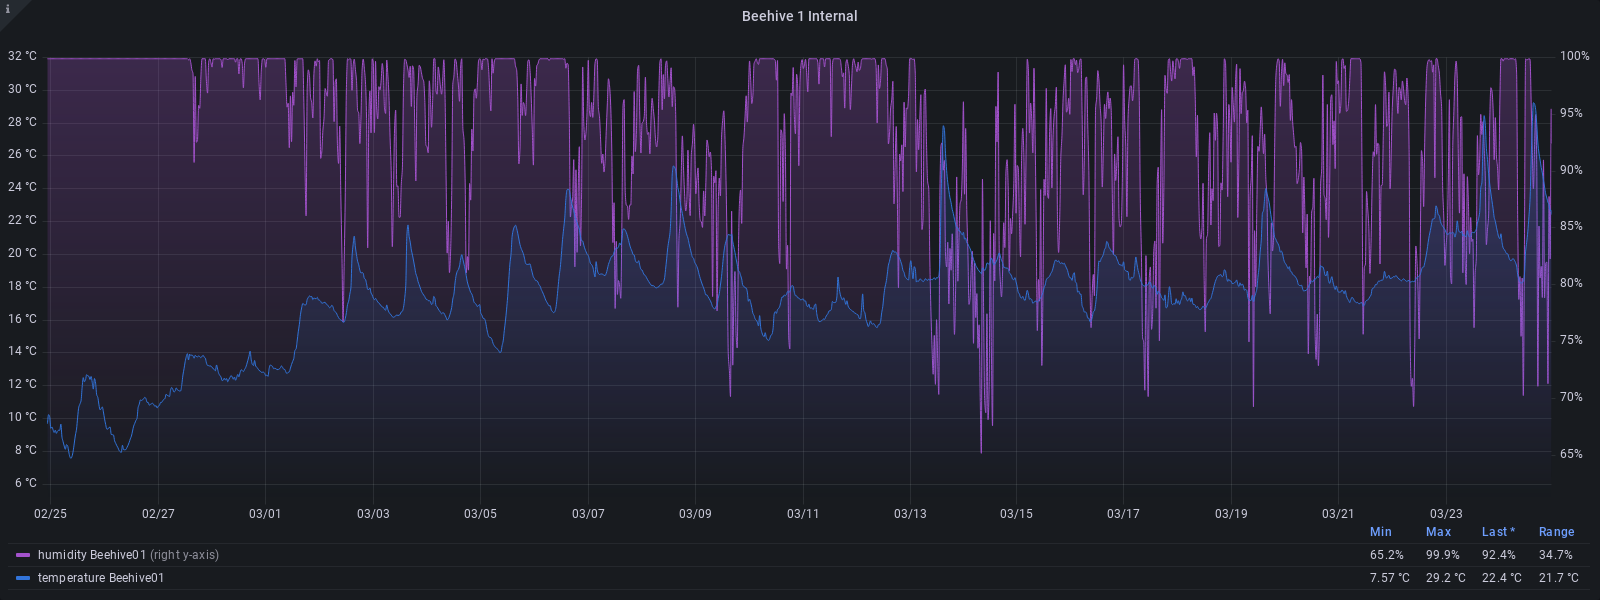 i
Beehive 1 Internal
32 °C 100%
30 °C
28 °C 95%
26 °C
24 °C 90%
22 °C 85%
20 °C
18 °C 80%
16 °C 75%
14 °C
12 °C 70%
10 °C
8 °C 65%
6 °C
02/25 02/27 03/01 03/03 03/05 03/07 03/09 03/11 03/13 03/15 03/17 03/19 03/21 03/23
Min Max Last * Range
humidity Beehive01 (right y-axis) 65.2% 99.9% 92.4% 34.7%
temperature Beehive01 7.57 °C 29.2 °C 22.4 °C 21.7 °C